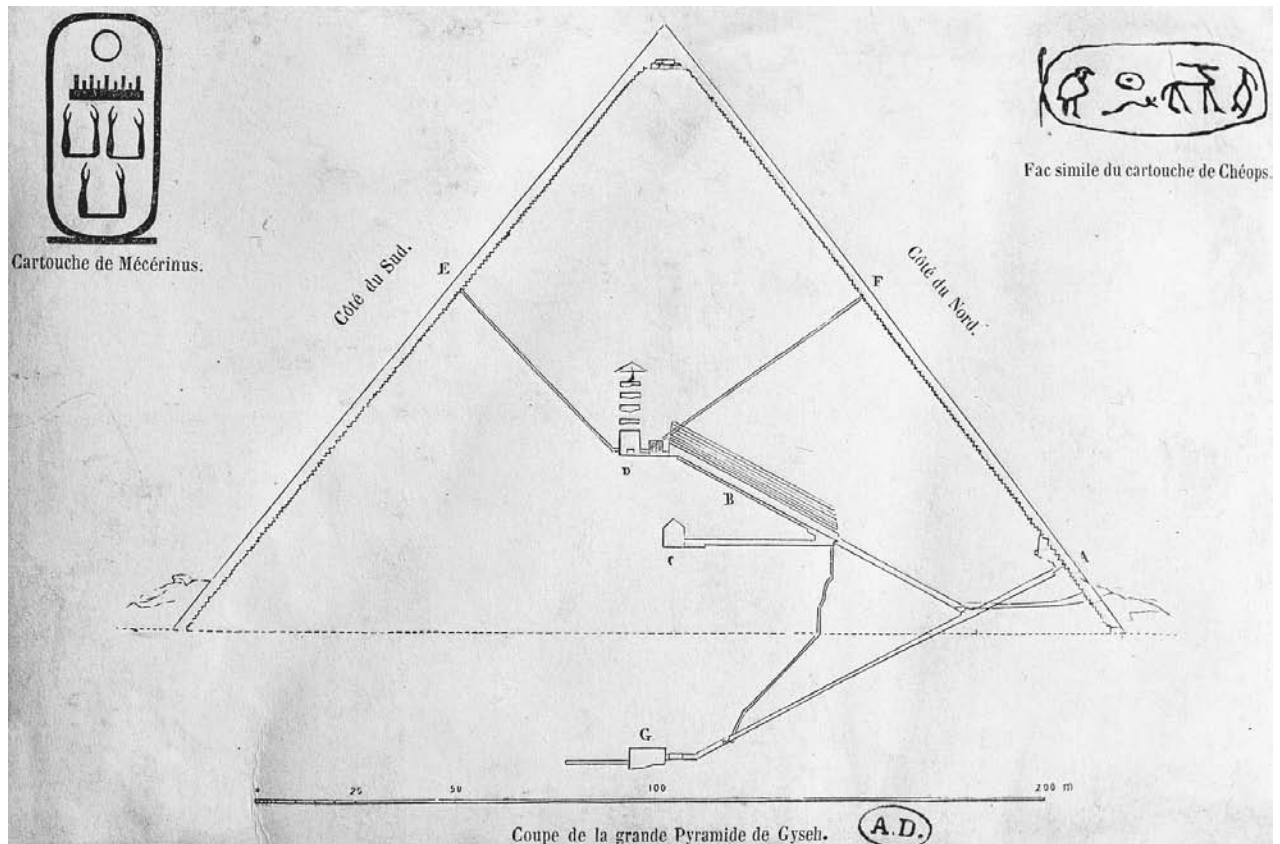 Cartouche de Mécérinus.
Fac simile du cartouche de Chéops.
Côté du Sud.
Côté du Nord.
E
F
D
B
C
A
G
0 25 50 100 200 m
Coupe de la grande Pyramide de Gyseh.
A.D.